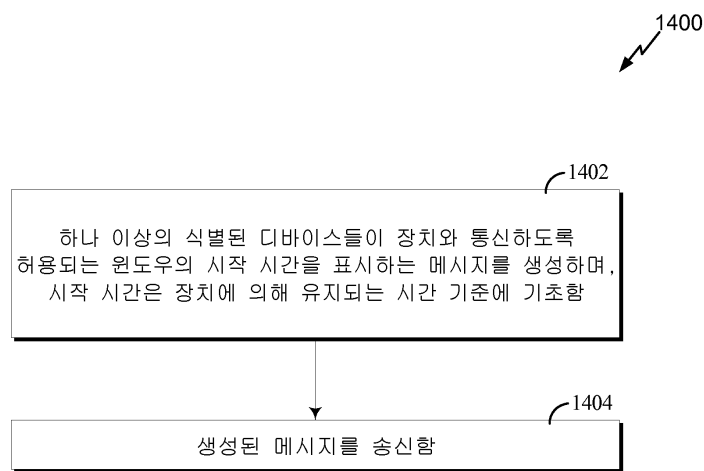 1400
1402
하나 이상의 식별된 디바이스들이 장치와 통신하도록
허용되는 윈도우의 시작 시간을 표시하는 메시지를 생성하며,
시작 시간은 장치에 의해 유지되는 시간 기준에 기초함
1404
생성된 메시지를 송신함